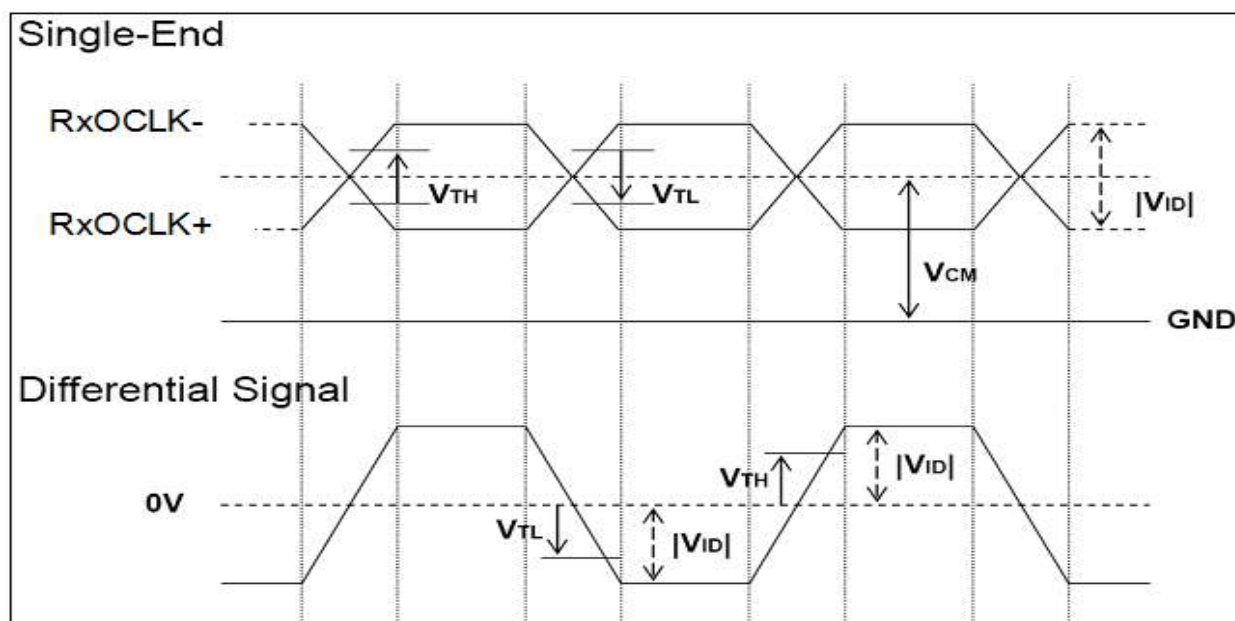 Single-End
RxOCLK-
VTH
VTL
|VID|
RxOCLK+
VCM
GND
Differential Signal
|VID|
VTH
0V
VTL
|VID|